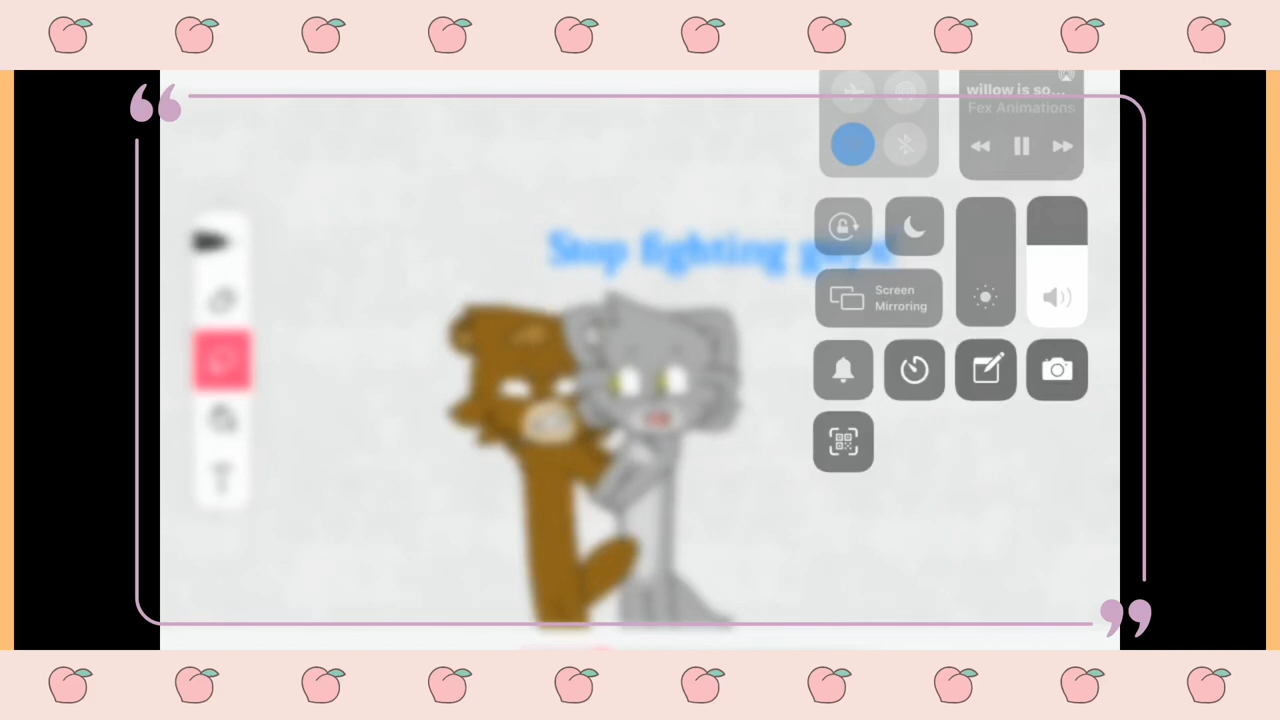 willow is so...
Fex Animations
Stop fighting
Screen
Mirroring